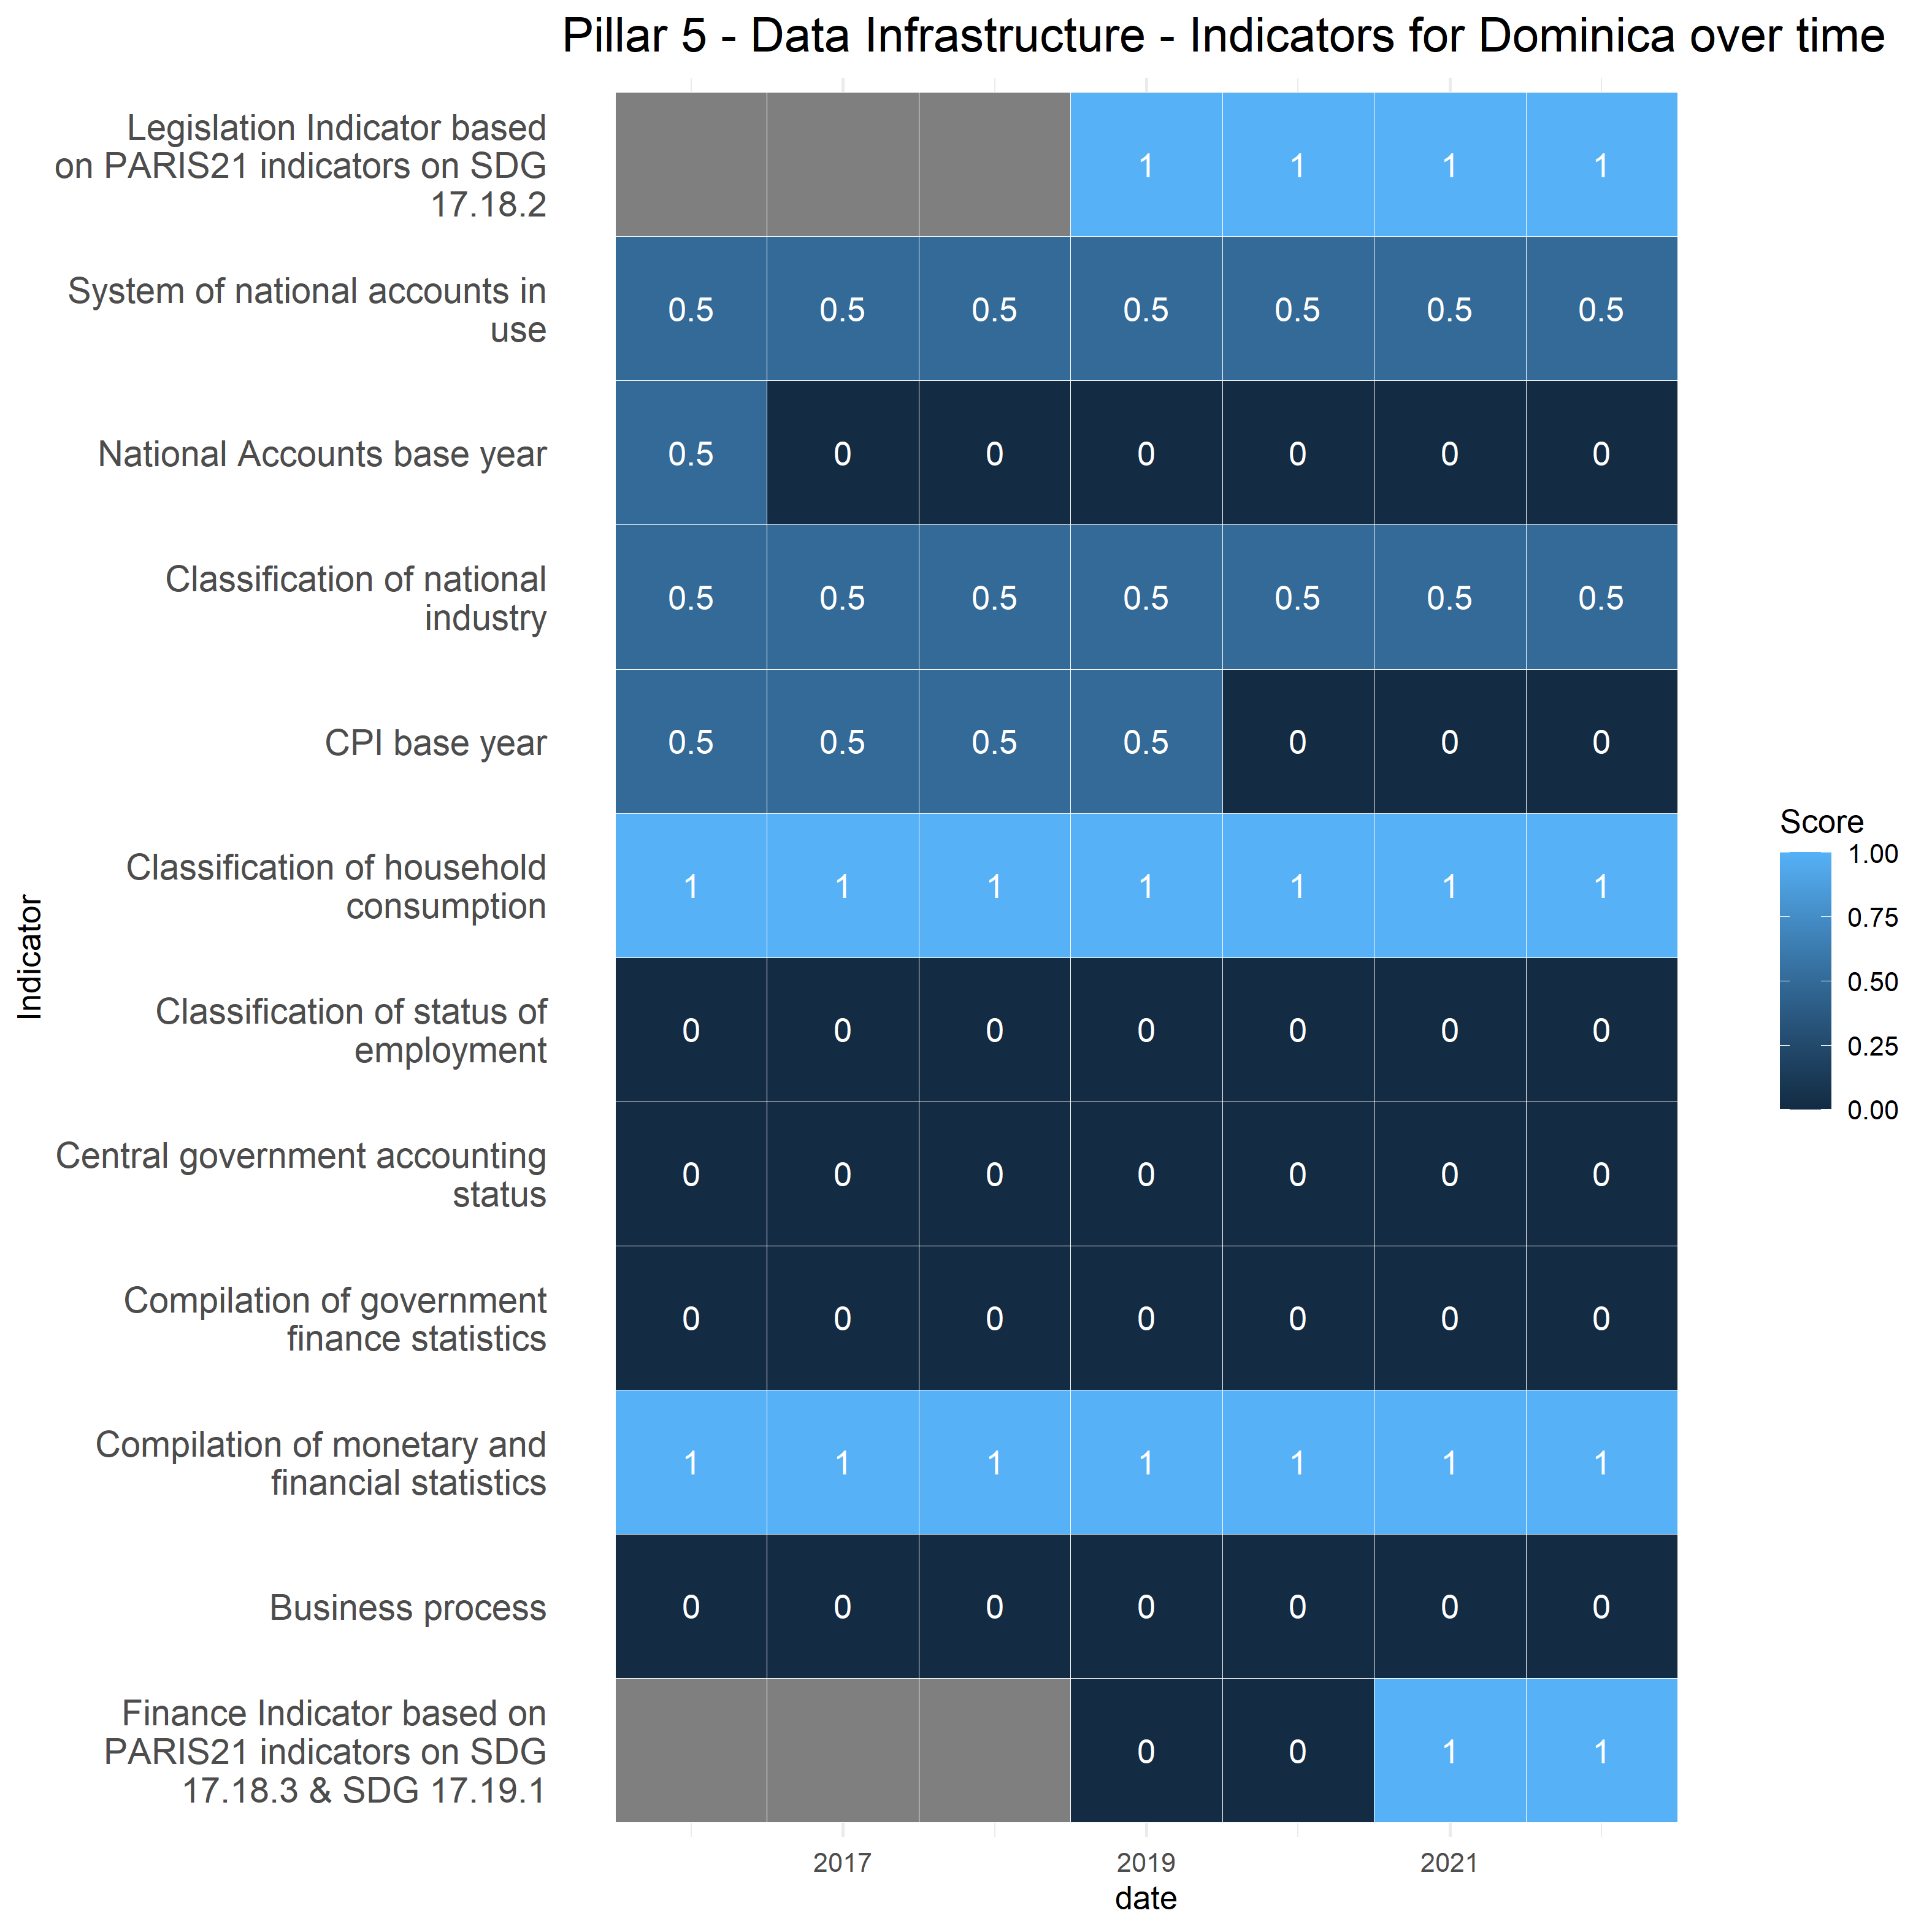 Pillar 5 - Data Infrastructure - Indicators for Dominica over time
Legislation Indicator based
on PARIS21 indicators on SDG
17.18.2
1 1 1 1
System of national accounts in
use
0.5 0.5 0.5 0.5 0.5 0.5 0.5
National Accounts base year
0.5 0 0 0 0 0 0
Classification of national
industry
0.5 0.5 0.5 0.5 0.5 0.5 0.5
CPI base year
0.5 0.5 0.5 0.5 0 0 0
Classification of household
consumption
1 1 1 1 1 1 1
Classification of status of
employment
0 0 0 0 0 0 0
Central government accounting
status
0 0 0 0 0 0 0
Compilation of government
finance statistics
0 0 0 0 0 0 0
Compilation of monetary and
financial statistics
1 1 1 1 1 1 1
Business process
0 0 0 0 0 0 0
Finance Indicator based on
PARIS21 indicators on SDG
17.18.3 & SDG 17.19.1
0 0 1 1
2017 2019 2021
date
Indicator
Score
1.00
0.75
0.50
0.25
0.00